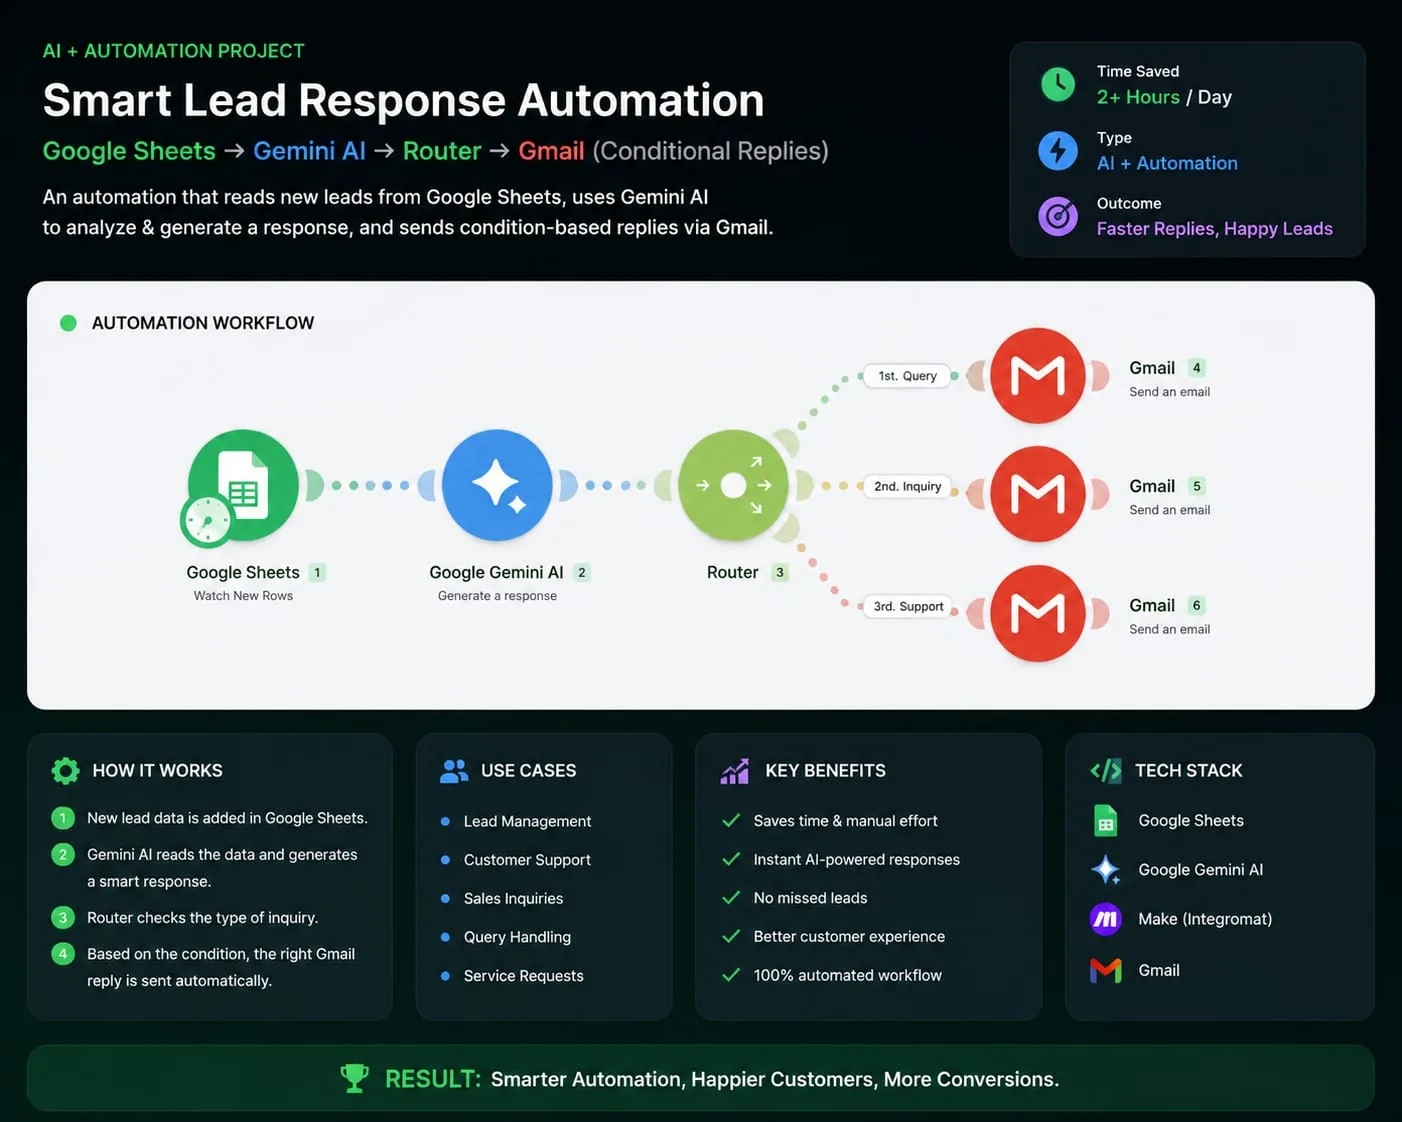 AI + AUTOMATION PROJECT
Smart Lead Response Automation
Google Sheets → Gemini AI → Router → Gmail (Conditional Replies)
An automation that reads new leads from Google Sheets, uses Gemini AI
to analyze & generate a response, and sends condition-based replies via Gmail.
Time Saved
2+ Hours / Day
Type
AI + Automation
Outcome
Faster Replies, Happy Leads
AUTOMATION WORKFLOW
Google Sheets 1
Watch New Rows
Google Gemini AI 2
Generate a response
Router 3
1st. Query
Gmail 4
Send an email
2nd. Inquiry
Gmail 5
Send an email
3rd. Support
Gmail 6
Send an email
HOW IT WORKS
1 New lead data is added in Google Sheets.
2 Gemini AI reads the data and generates
a smart response.
3 Router checks the type of inquiry.
4 Based on the condition, the right Gmail
reply is sent automatically.
USE CASES
Lead Management
Customer Support
Sales Inquiries
Query Handling
Service Requests
KEY BENEFITS
Saves time & manual effort
Instant AI-powered responses
No missed leads
Better customer experience
100% automated workflow
TECH STACK
Google Sheets
Google Gemini AI
Make (Integromat)
Gmail
RESULT: Smarter Automation, Happier Customers, More Conversions.